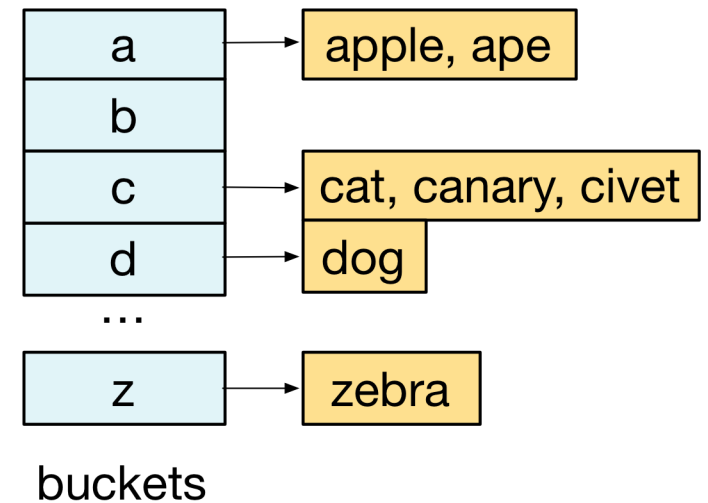 a apple, ape
b
c cat, canary, civet
d dog
...
z zebra
buckets